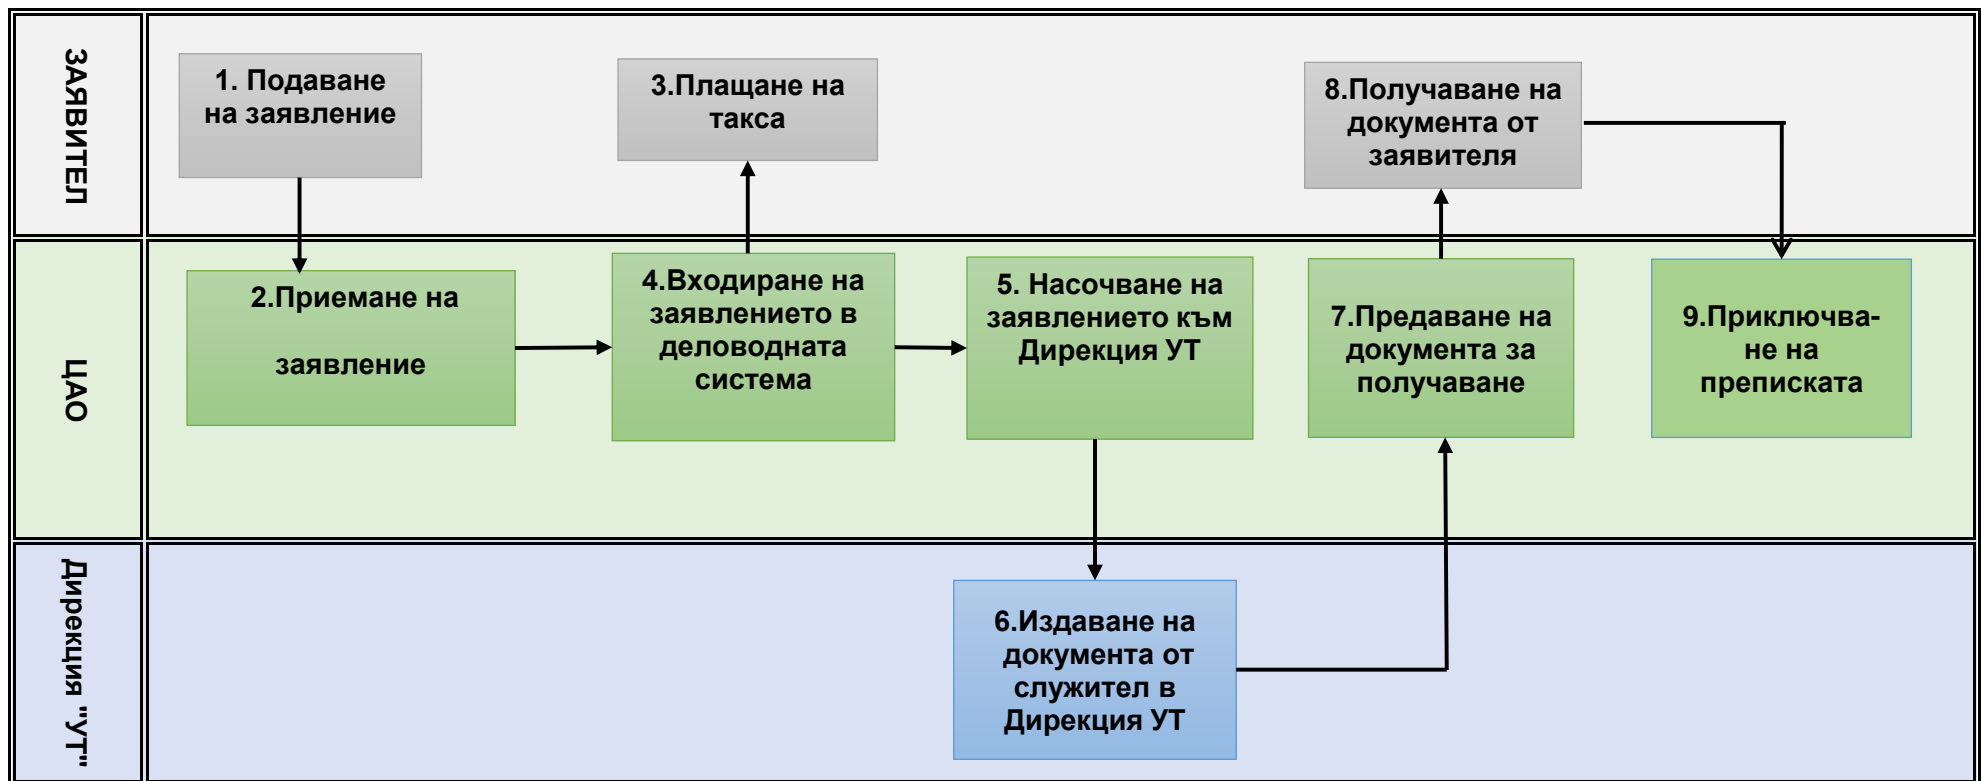 ЗАЯВИТЕЛ
1. Подаване
на заявление
3.Плащане на
такса
8.Получаване на
документа от
заявителя
ЦАО
2.Приемане на
заявление
4.Входиране на
заявлението в
деловодната
система
5. Насочване на
заявлението към
Дирекция УТ
7.Предаване на
документа за
получаване
9.Приключва-
не на
преписката
Дирекция "УТ"
6.Издаване на
документа от
служител в
Дирекция УТ